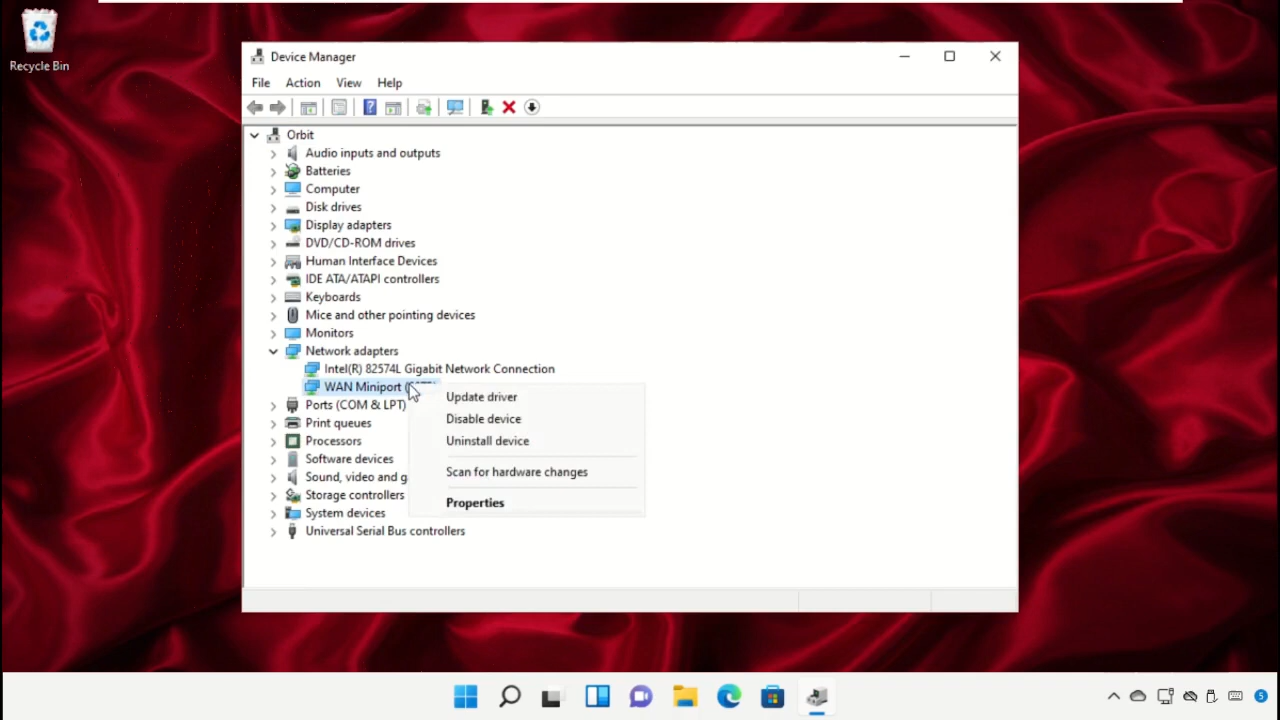 Recycle Bin
Device Manager
File Action View Help
Orbit
Audio inputs and outputs
Batteries
Computer
Disk drives
Display adapters
DVD/CD-ROM drives
Human Interface Devices
IDE ATA/ATAPI controllers
Keyboards
Mice and other pointing devices
Monitors
Network adapters
Intel(R) 82574L Gigabit Network Connection
WAN Miniport
Ports (COM & LPT)
Print queues
Processors
Software devices
Sound, video and g
Storage controllers
System devices
Universal Serial Bus controllers
Update driver
Disable device
Uninstall device
Scan for hardware changes
Properties
5